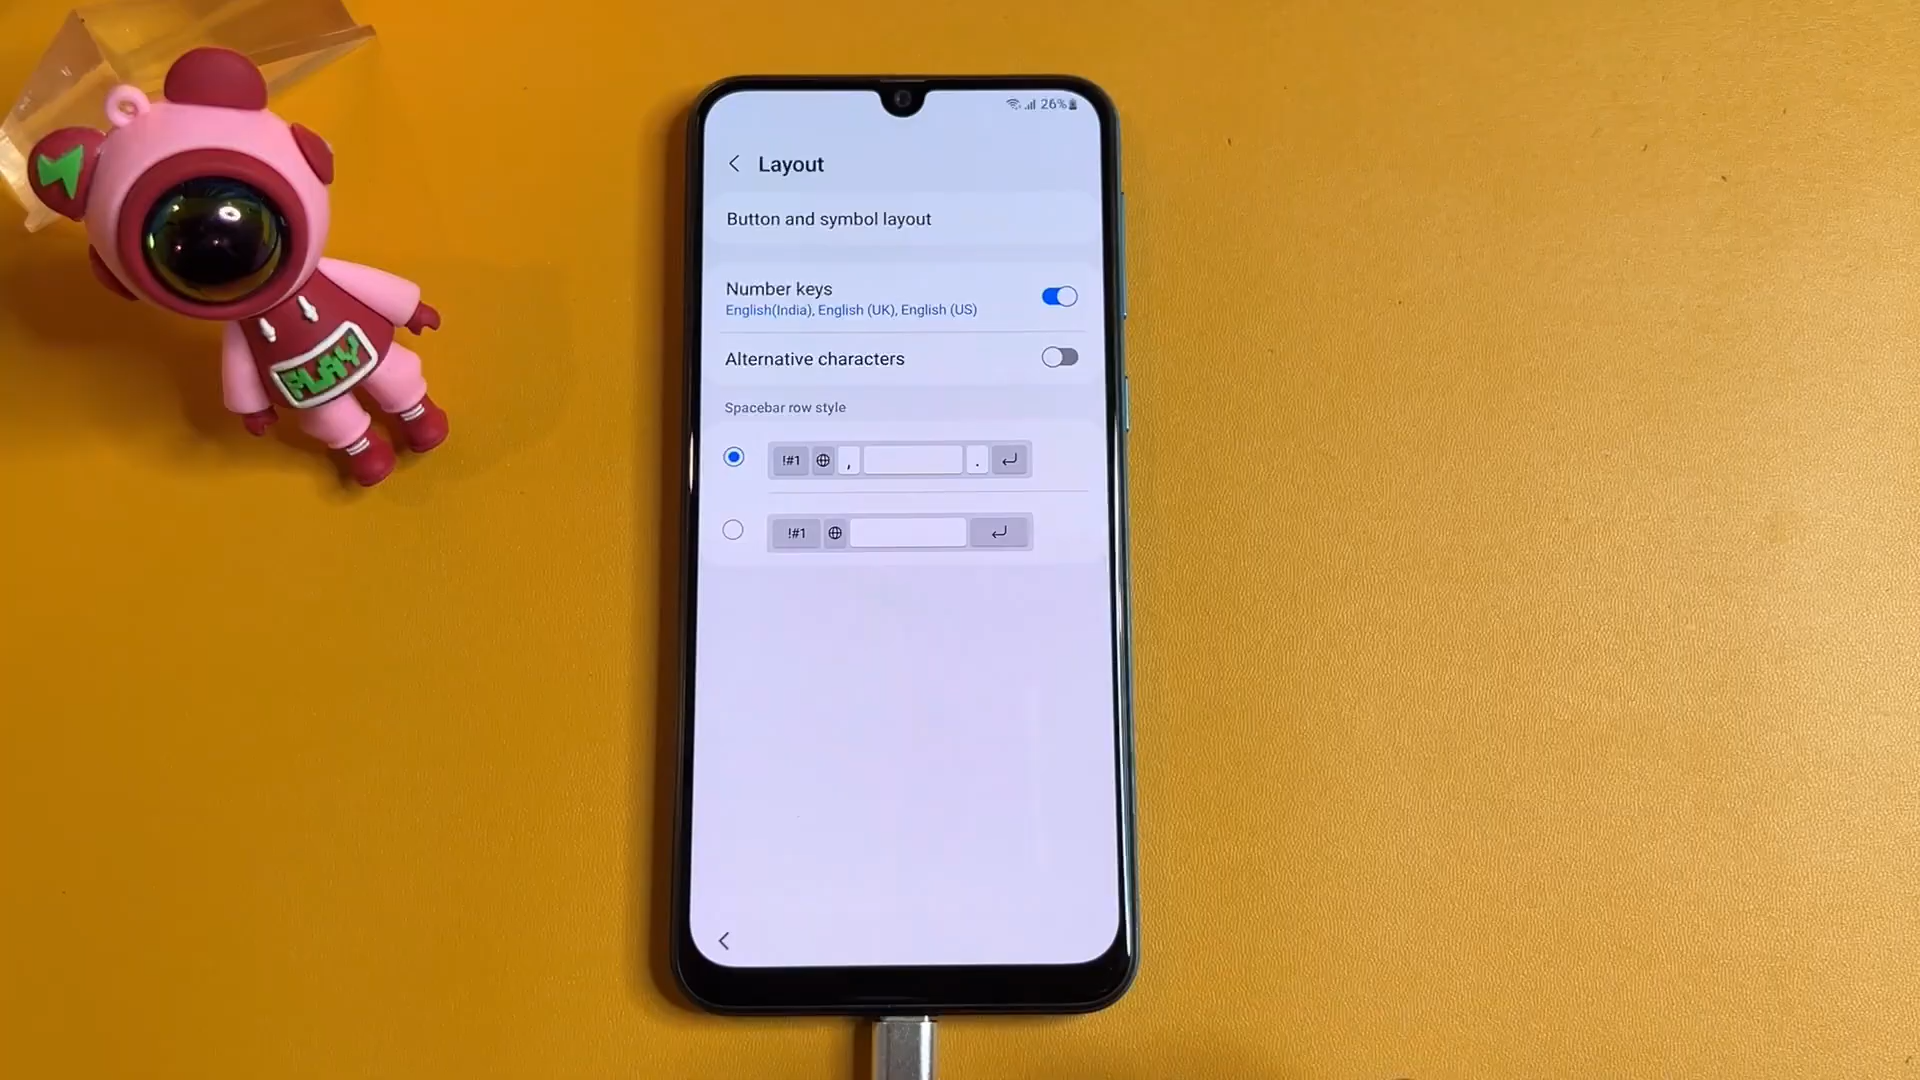 26%
Layout
Button and symbol layout
Number keys
English(India), English (UK), English (US)
Alternative characters
Spacebar row style
!#1 , .
!#1
PLAY